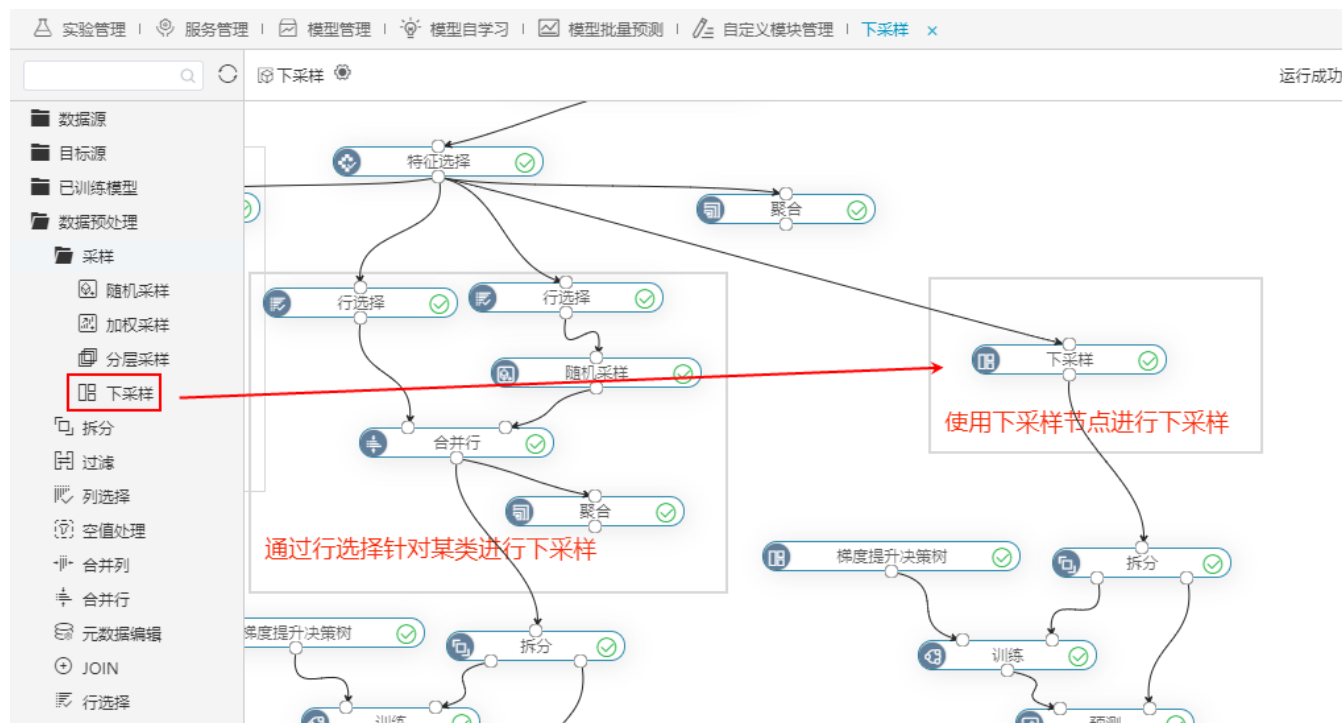 实验管理 服务管理 模型管理 模型自学习 模型批量预测 自定义模块管理 下采样 ×
下采样
运行成功
数据源
目标源
已训练模型
数据预处理
采样
随机采样
加权采样
分层采样
下采样
拆分
过滤
列选择
空值处理
合并列
合并行
元数据编辑
JOIN
行选择
特征选择
聚合
行选择
行选择
随机采样
合并行
聚合
通过行选择针对某类进行下采样
下采样
使用下采样节点进行下采样
梯度提升决策树
拆分
训练
预测
梯度提升决策树
拆分
训练